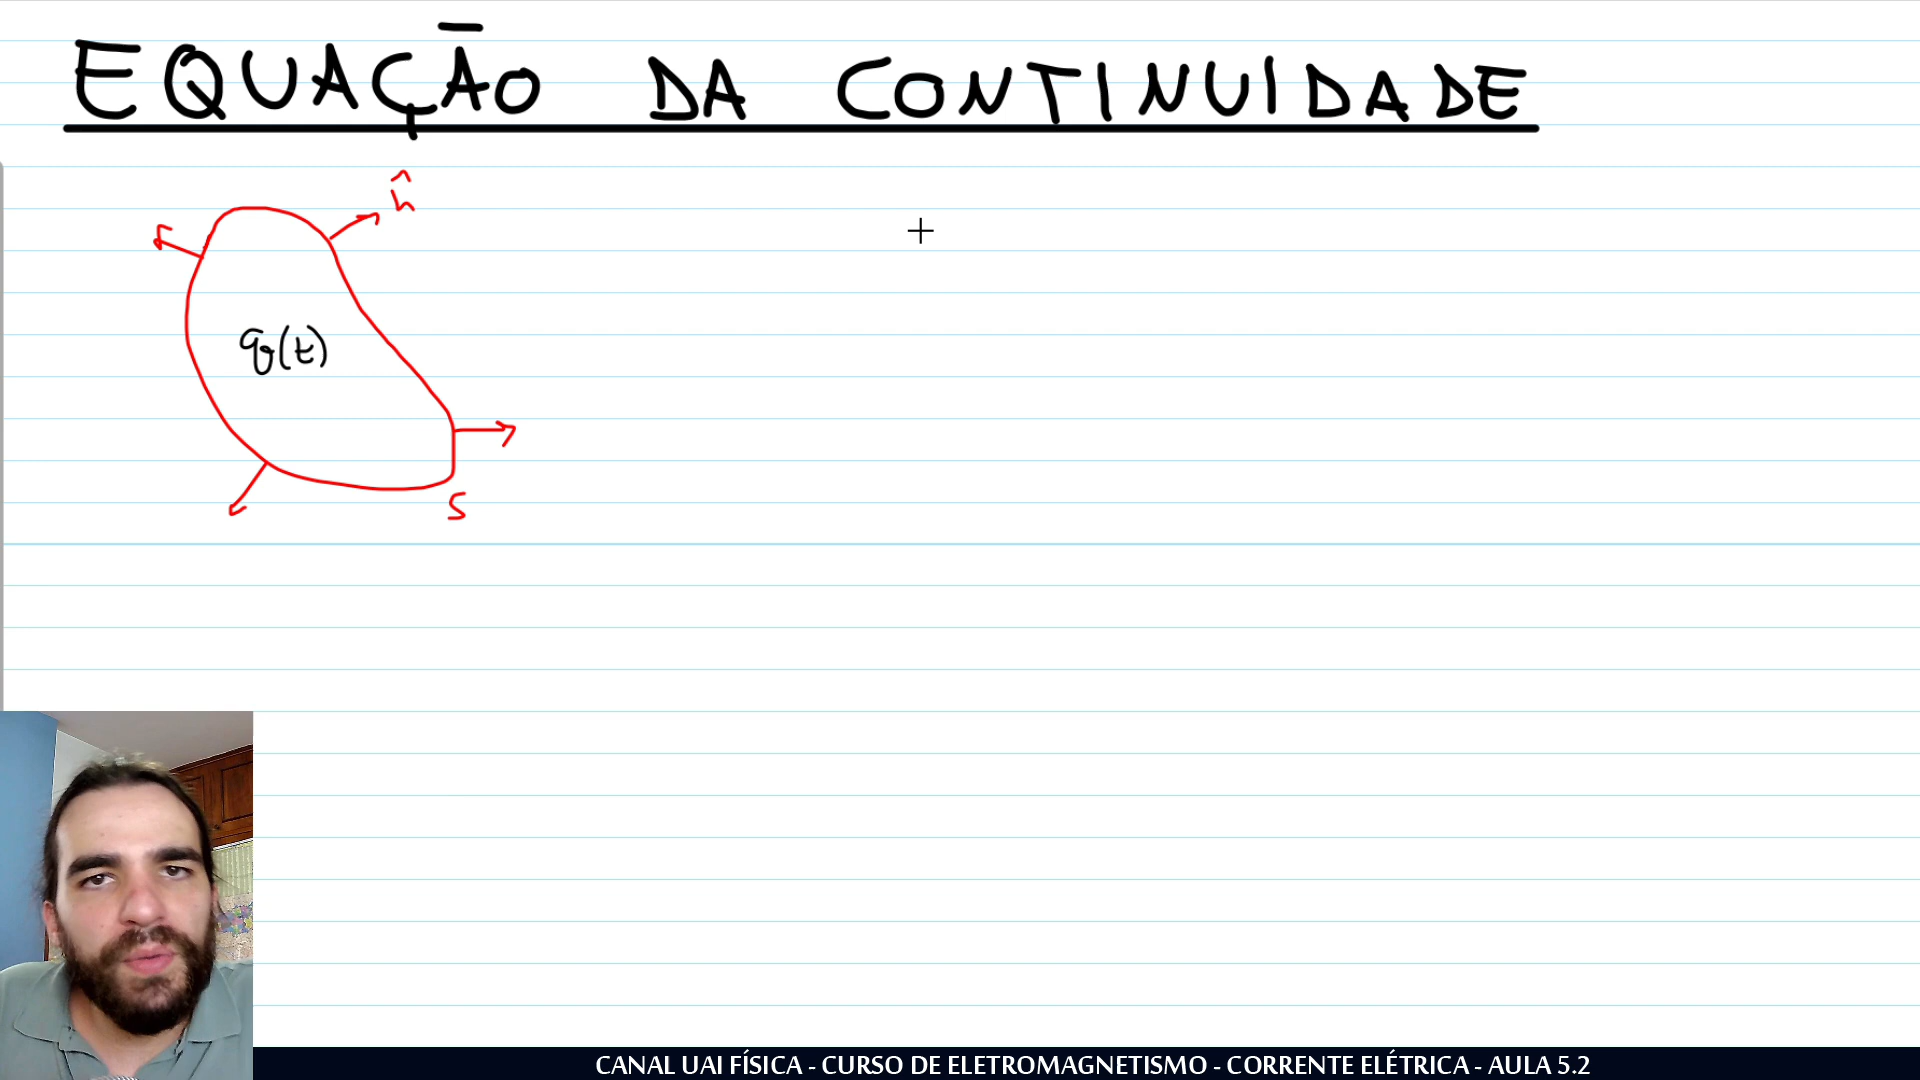 EQUAÇÃO DA CONTINUIDADE
n̂
q(t)
S
CANAL UAI FÍSICA - CURSO DE ELETROMAGNETISMO - CORRENTE ELÉTRICA - AULA 5.2